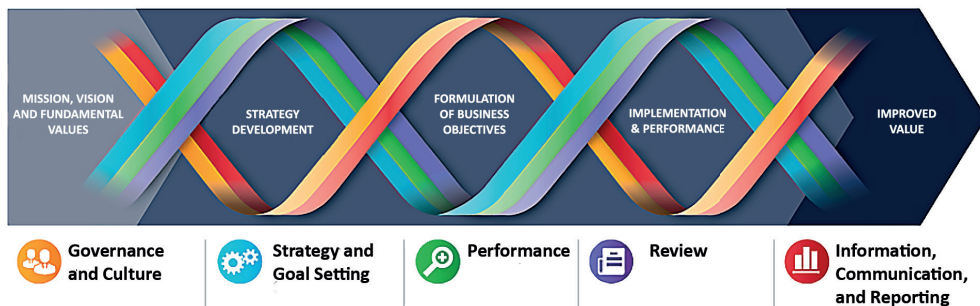 MISSION, VISION
AND FUNDAMENTAL
VALUES
STRATEGY
DEVELOPMENT
FORMULATION
OF BUSINESS
OBJECTIVES
IMPLEMENTATION
& PERFORMANCE
IMPROVED
VALUE
Governance
and Culture
Strategy and
Goal Setting
Performance
Review
Information,
Communication,
and Reporting